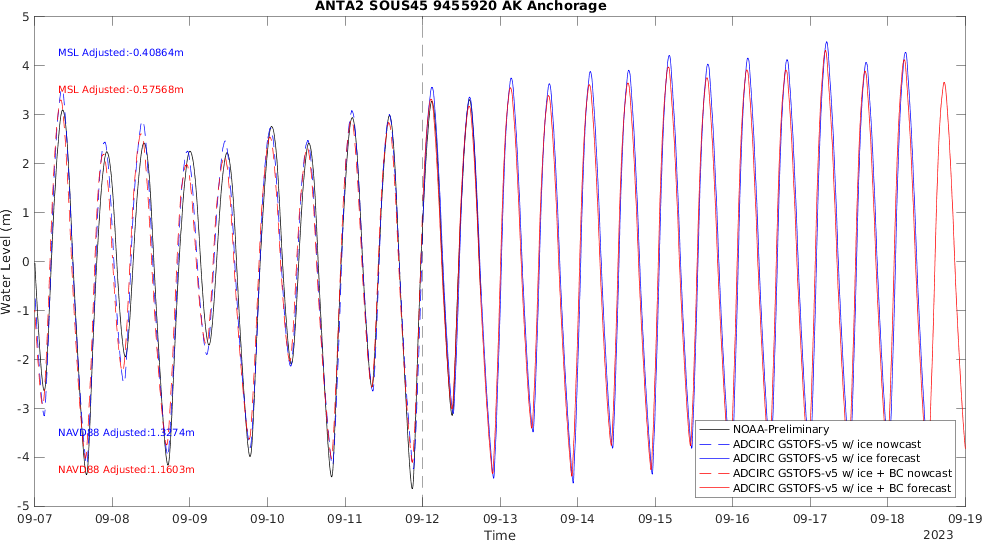 ANTA2 SOUS45 9455920 AK Anchorage
Water Level (m)
5
4
3
2
1
0
-1
-2
-3
-4
-5
MSL Adjusted:-0.40864m
MSL Adjusted:-0.57568m
NAVD88 Adjusted:1.3274m
NAVD88 Adjusted:1.1603m
NOAA-Preliminary
ADCIRC GSTOFS-v5 w/ ice nowcast
ADCIRC GSTOFS-v5 w/ ice forecast
ADCIRC GSTOFS-v5 w/ ice + BC nowcast
ADCIRC GSTOFS-v5 w/ ice + BC forecast
09-07 09-08 09-09 09-10 09-11 09-12 09-13 09-14 09-15 09-16 09-17 09-18 09-19
Time
2023